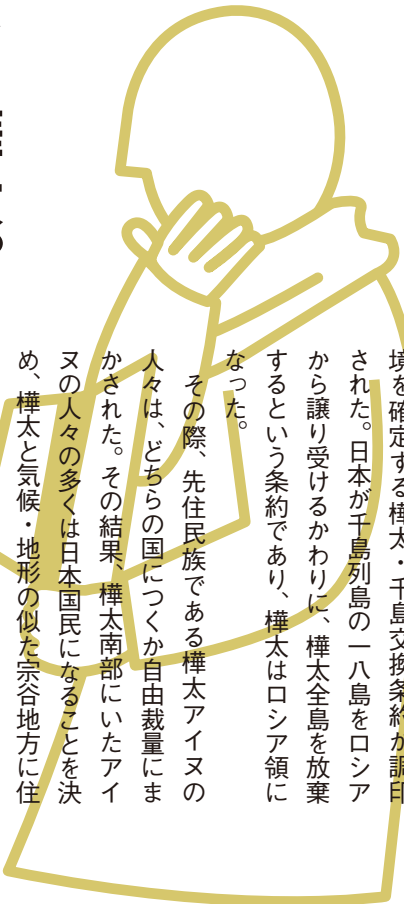 境を確定する樺太・千島交換条約が調印
された。日本が千島列島の一八島をロシア
から譲り受けるかわりに、樺太全島を放棄
するという条約であり、樺太はロシア領に
なった。
　その際、先住民族である樺太アイヌの
人々は、どちらの国につくか自由裁量にま
かされた。その結果、樺太南部にいたアイ
ヌの人々の多くは日本国民になることを決
め、樺太と気候・地形の似た宗谷地方に住